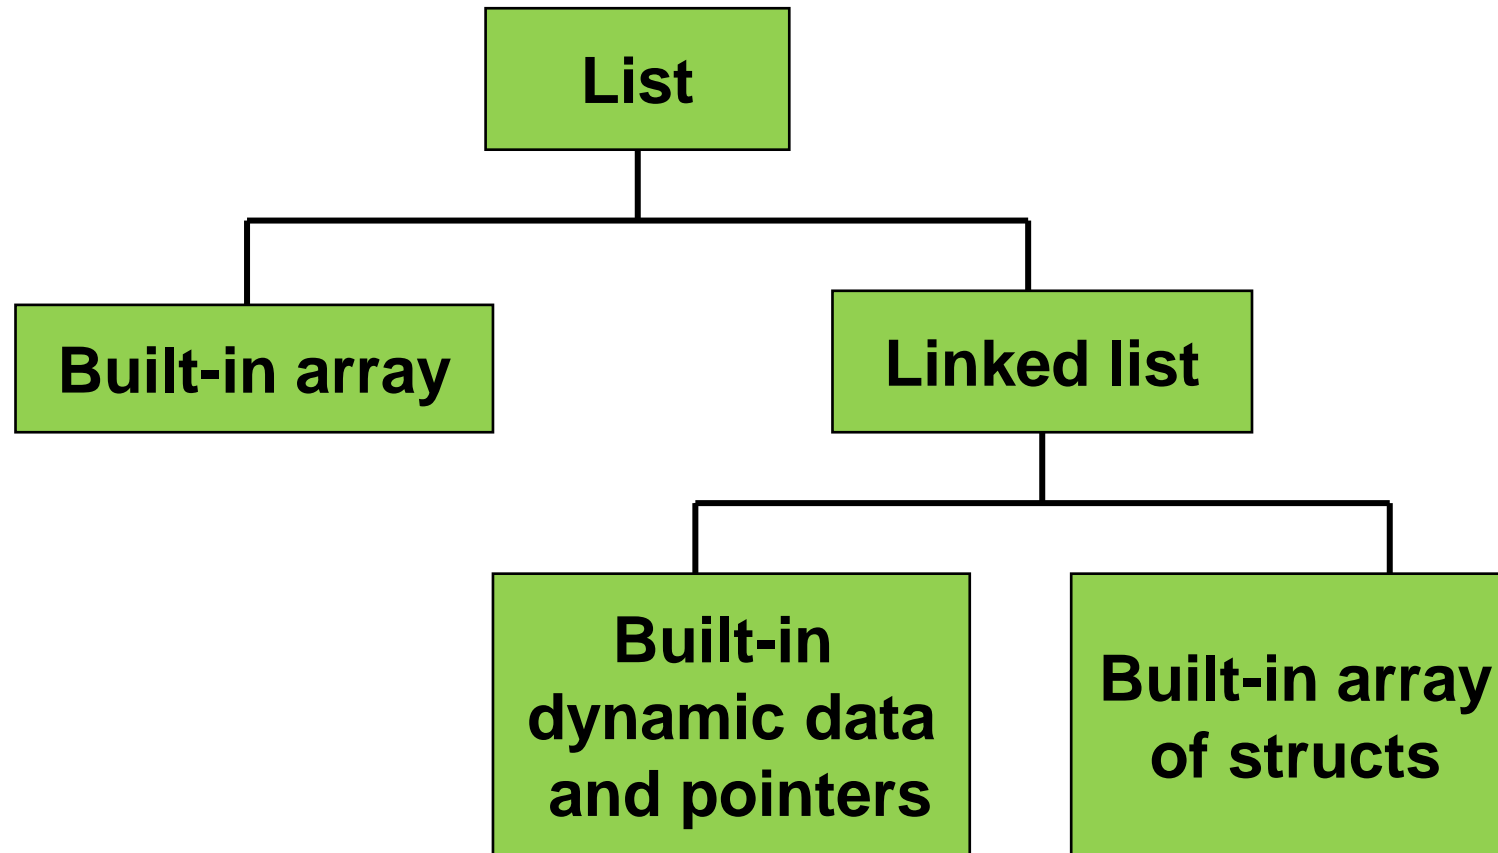 List
Built-in array
Linked list
Built-in
dynamic data
and pointers
Built-in array
of structs